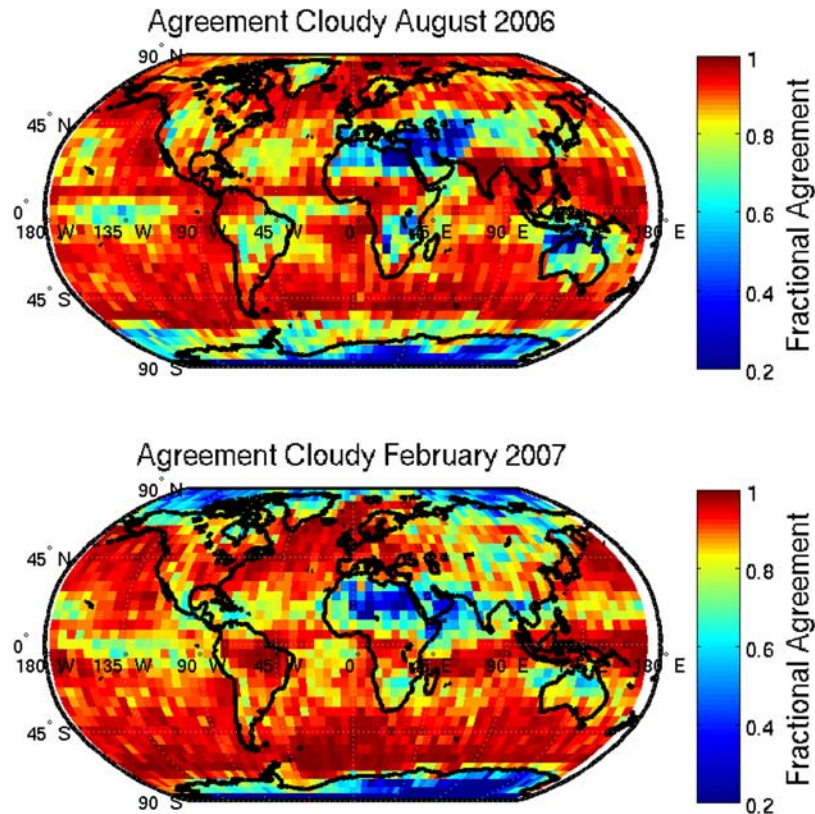 Agreement Cloudy August 2006
90° N
45° N
0°
180° W 135° W 90° W 45° W 0° 45° E 90° E 135° E 180° E
45° S
90° S
1
0.8
0.6
0.4
0.2
Fractional Agreement
Agreement Cloudy February 2007
90° N
45° N
0°
180° W 135° W 90° W 45° W 0° 45° E 90° E 135° E 180° E
45° S
90° S
1
0.8
0.6
0.4
0.2
Fractional Agreement